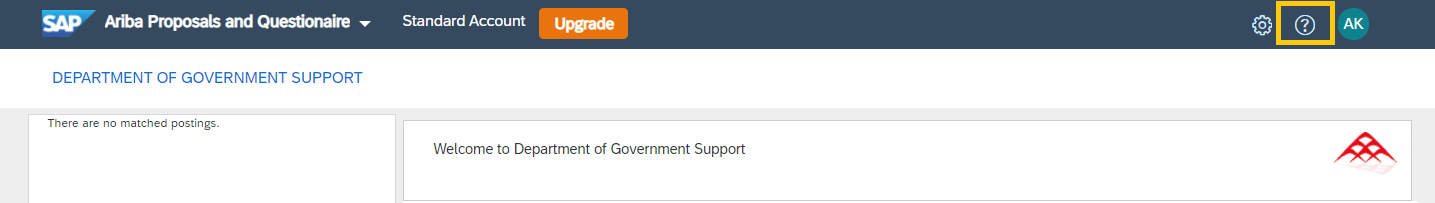 SAP Ariba Proposals and Questionaire Standard Account Upgrade ? AK
DEPARTMENT OF GOVERNMENT SUPPORT
There are no matched postings.
Welcome to Department of Government Support